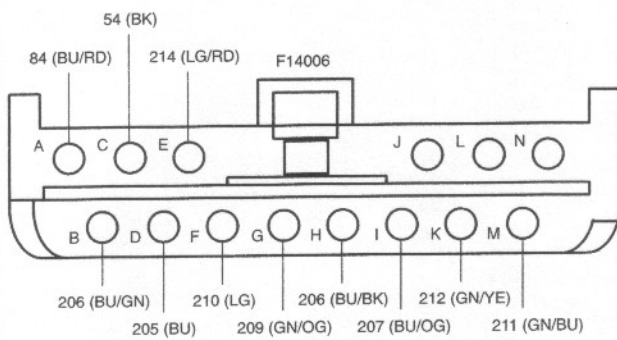 54 (BK)
84 (BU/RD) 214 (LG/RD) F14006
A C E J L N
B D F G H I K M
206 (BU/GN) 210 (LG) 206 (BU/BK) 212 (GN/YE)
205 (BU) 209 (GN/OG) 207 (BU/OG) 211 (GN/BU)